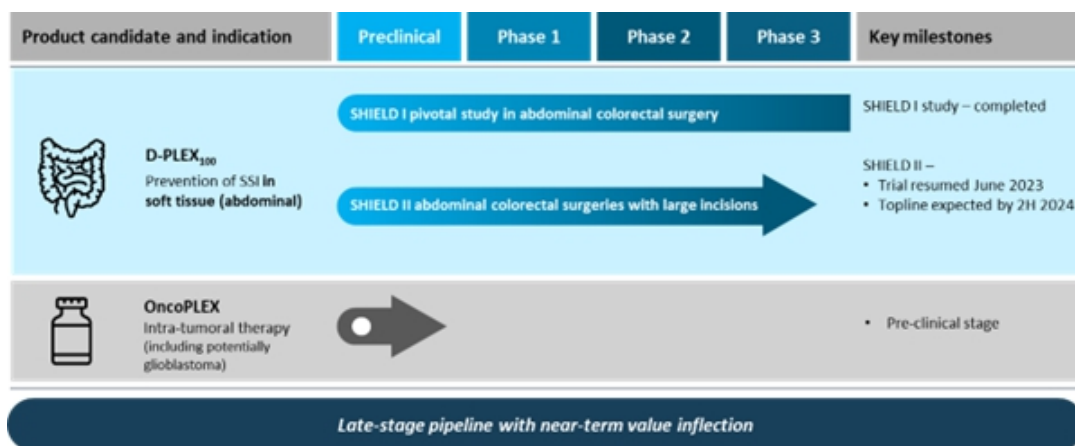 Product candidate and indication
Preclinical
Phase 1
Phase 2
Phase 3
Key milestones
D-PLEX100
Prevention of SSI in
soft tissue (abdominal)
SHIELD I pivotal study in abdominal colorectal surgery
SHIELD I study – completed
SHIELD II abdominal colorectal surgeries with large incisions
SHIELD II –
• Trial resumed June 2023
• Topline expected by 2H 2024
OncoPLEX
Intra-tumoral therapy
(including potentially
glioblastoma)
• Pre-clinical stage
Late-stage pipeline with near-term value inflection